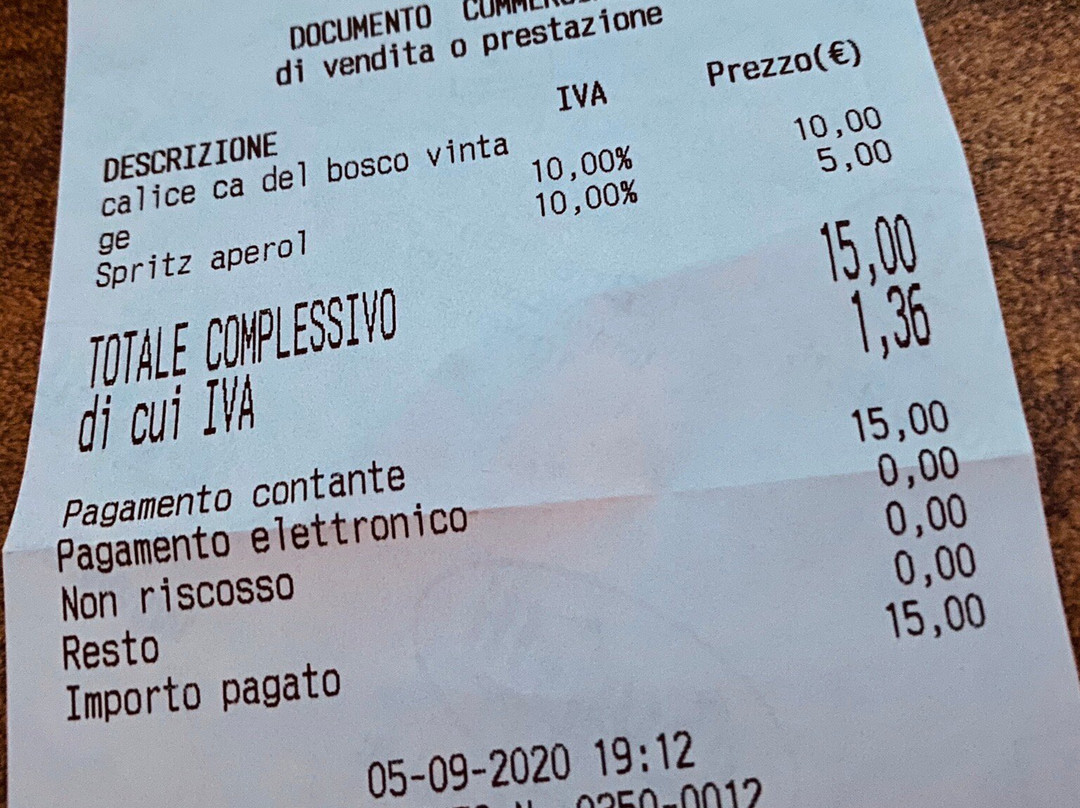 DOCUMENTO
di vendita o prestazione
DESCRIZIONE IVA Prezzo(€)
calice ca del bosco vinta 10,00% 10,00
ge
Spritz aperol 10,00% 5,00
TOTALE COMPLESSIVO 15,00
di cui IVA 1,36
Pagamento contante 15,00
Pagamento elettronico 0,00
Non riscosso 0,00
Resto 0,00
Importo pagato 15,00
05-09-2020 19:12
0250-0012